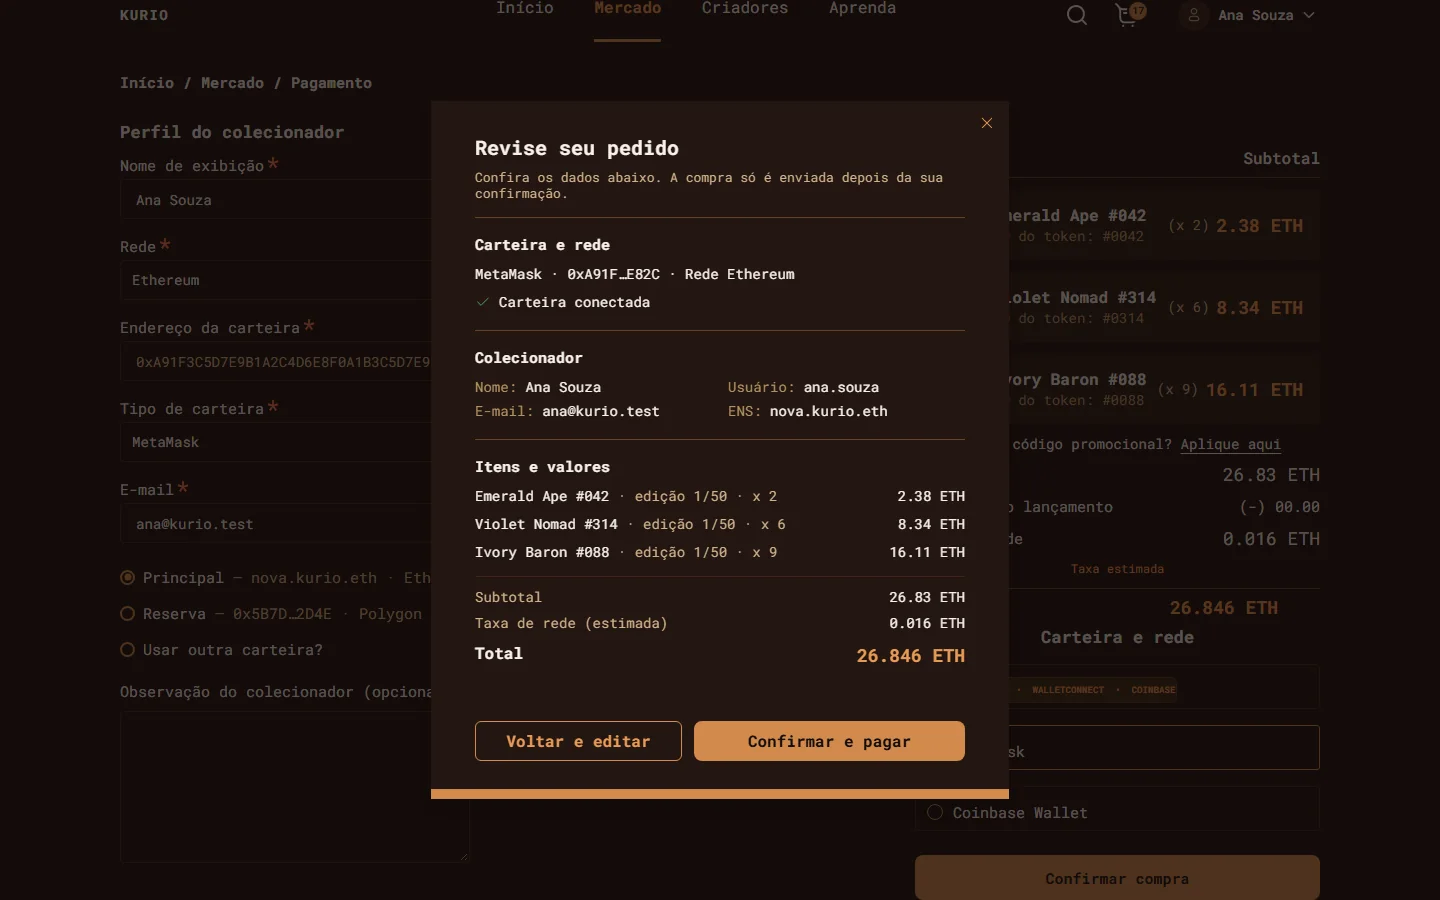 KURIO
Início
Mercado
Criadores
Aprenda
17
Ana Souza
Início / Mercado / Pagamento
Perfil do colecionador
Nome de exibição *
Ana Souza
Rede *
Ethereum
Endereço da carteira *
0xA91F3C5D7E9B1A2C4D6E8F0A1B3C5D7E9
Tipo de carteira *
MetaMask
E-mail *
ana@kurio.test
Principal — nova.kurio.eth · Eth
Reserva — 0x5B7D…2D4E · Polygon
Usar outra carteira?
Observação do colecionador (opciona
Revise seu pedido
Confira os dados abaixo. A compra só é enviada depois da sua
confirmação.
Carteira e rede
MetaMask · 0xA91F…E82C · Rede Ethereum
Carteira conectada
Colecionador
Nome: Ana Souza
Usuário: ana.souza
E-mail: ana@kurio.test
ENS: nova.kurio.eth
Itens e valores
Emerald Ape #042 · edição 1/50 · x 2 2.38 ETH
Violet Nomad #314 · edição 1/50 · x 6 8.34 ETH
Ivory Baron #088 · edição 1/50 · x 9 16.11 ETH
Subtotal 26.83 ETH
Taxa de rede (estimada) 0.016 ETH
Total 26.846 ETH
Voltar e editar
Confirmar e pagar
Subtotal
merald Ape #042 (x 2) 2.38 ETH
do token: #0042
iolet Nomad #314 (x 6) 8.34 ETH
do token: #0314
vory Baron #088 (x 9) 16.11 ETH
do token: #0088
código promocional? Aplique aqui
26.83 ETH
o lançamento (-) 00.00
de 0.016 ETH
Taxa estimada
26.846 ETH
Carteira e rede
· WALLETCONNECT · COINBASE
sk
Coinbase Wallet
Confirmar compra